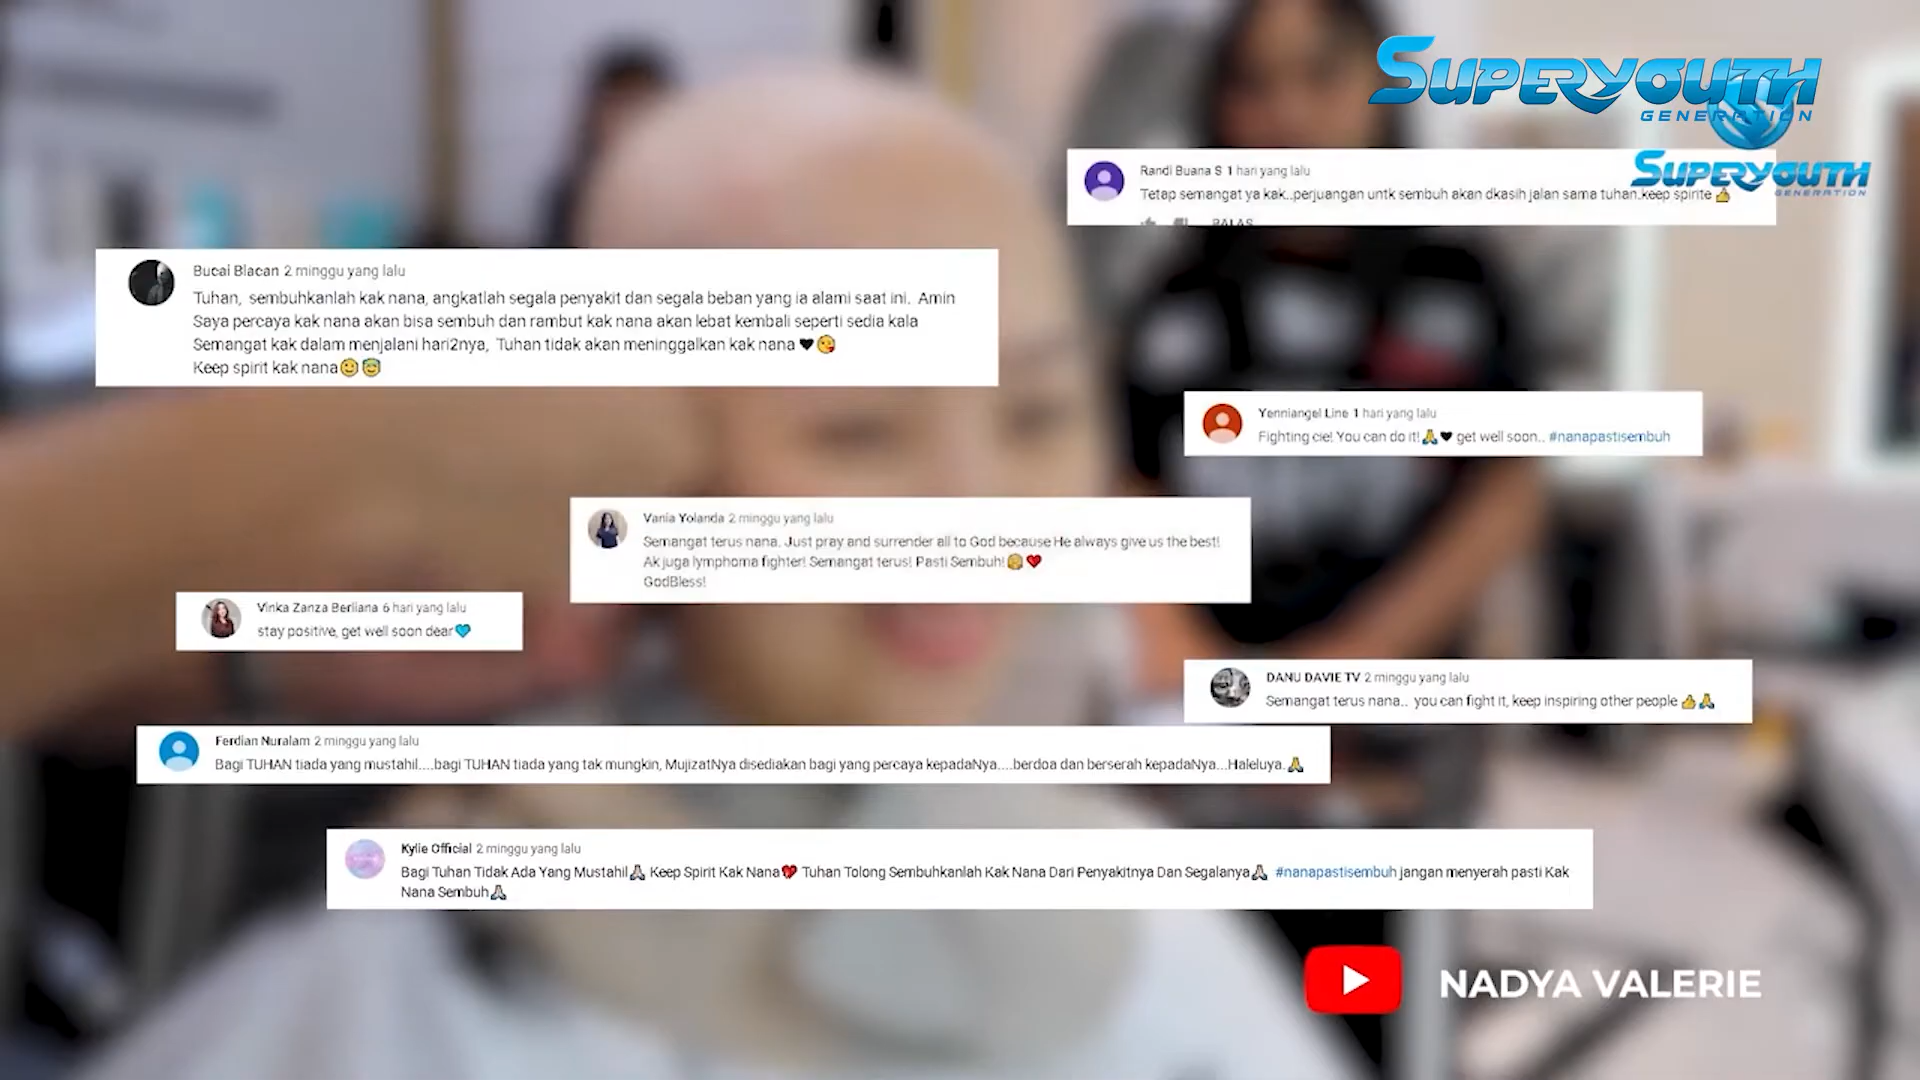 SUPERYOUTH
GENERATION
SUPERYOUTH
GENERATION
Randi Buana S 1 hari yang lalu
Tetap semangat ya kak..perjuangan untk sembuh akan dkasih jalan sama tuhan.keep spirite 👍
BALAS
Bucai Blacan 2 minggu yang lalu
Tuhan, sembuhkanlah kak nana, angkatlah segala penyakit dan segala beban yang ia alami saat ini. Amin
Saya percaya kak nana akan bisa sembuh dan rambut kak nana akan lebat kembali seperti sedia kala
Semangat kak dalam menjalani hari2nya, Tuhan tidak akan meninggalkan kak nana 🖤😘
Keep spirit kak nana🙂😇
Yenniangel Line 1 hari yang lalu
Fighting cie! You can do it!🙏🖤 get well soon.. #nanapastisembuh
Vania Yolanda 2 minggu yang lalu
Semangat terus nana. Just pray and surrender all to God because He always give us the best!
Ak juga lymphoma fighter! Semangat terus! Pasti Sembuh!🤗❤
GodBless!
Vinka Zanza Berliana 6 hari yang lalu
stay positive, get well soon dear💙
DANU DAVIE TV 2 minggu yang lalu
Semangat terus nana.. you can fight it, keep inspiring other people 👍🙏
Ferdian Nuralam 2 minggu yang lalu
Bagi TUHAN tiada yang mustahil....bagi TUHAN tiada yang tak mungkin, MujizatNya disediakan bagi yang percaya kepadaNya....berdoa dan berserah kepadaNya...Haleluya.🙏
Kylie Official 2 minggu yang lalu
Bagi Tuhan Tidak Ada Yang Mustahil🙏 Keep Spirit Kak Nana💖 Tuhan Tolong Sembuhkanlah Kak Nana Dari Penyakitnya Dan Segalanya🙏 #nanapastisembuh jangan menyerah pasti Kak
Nana Sembuh🙏
NADYA VALERIE